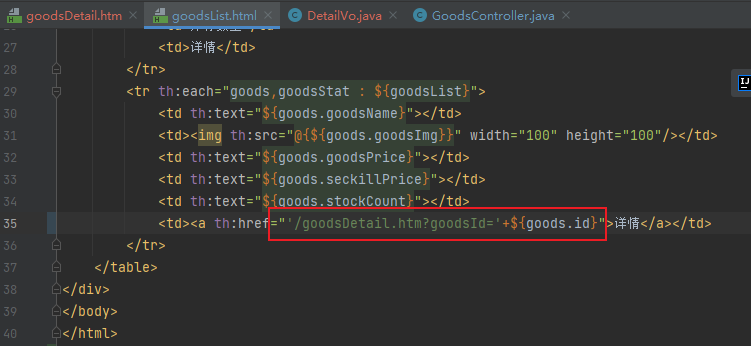 goodsDetail.htm goodsList.html DetailVo.java GoodsController.java
27 <td>详情</td>
28 </tr>
29 <tr th:each="goods,goodsStat : ${goodsList}">
30 <td th:text="${goods.goodsName}"></td>
31 <td><img th:src="@{${goods.goodsImg}}" width="100" height="100"/></td>
32 <td th:text="${goods.goodsPrice}"></td>
33 <td th:text="${goods.seckillPrice}"></td>
34 <td th:text="${goods.stockCount}"></td>
35 <td><a th:href="'/goodsDetail.htm?goodsId='+${goods.id}">详情</a></td>
36 </tr>
37 </table>
38 </div>
39 </body>
40 </html>
IJ